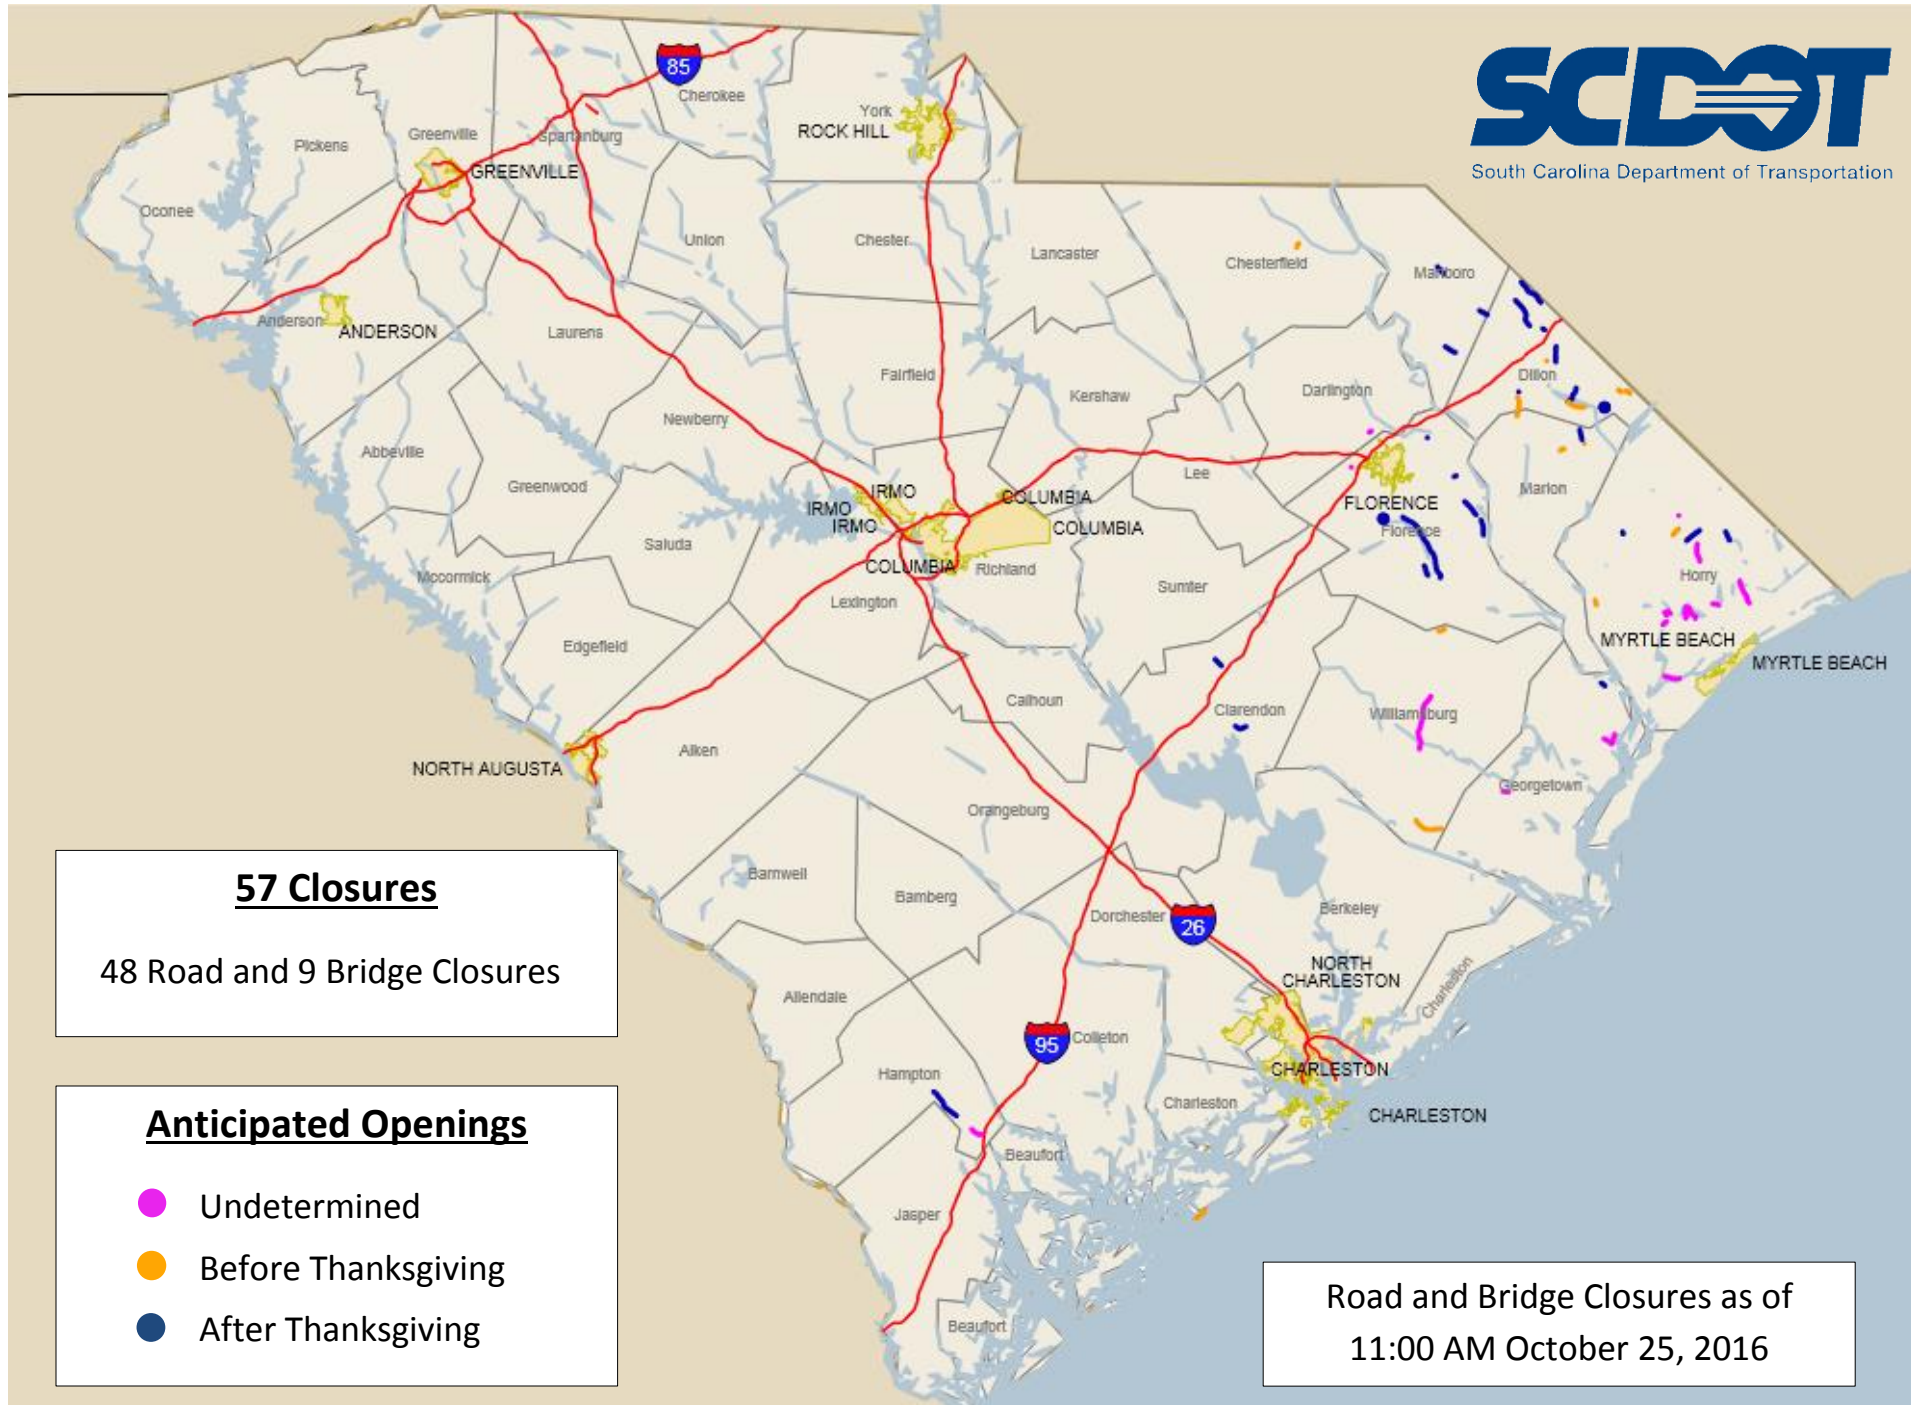 SCDOT
South Carolina Department of Transportation
85
Cherokee
York
ROCK HILL
Greenville
Spartanburg
Pickens
GREENVILLE
Oconee
Union
Chester
Lancaster
Chesterfield
Marlboro
Anderson
ANDERSON
Laurens
Fairfield
Kershaw
Darlington
Dillon
Newberry
Abbeville
Greenwood
Lee
Marion
IRMO
IRMO
IRMO
COLUMBIA
COLUMBIA
COLUMBIA
Richland
FLORENCE
Florence
Saluda
Mccormick
Lexington
Sumter
Horry
Edgefield
MYRTLE BEACH
MYRTLE BEACH
Calhoun
Clarendon
Williamsburg
Aiken
NORTH AUGUSTA
Orangeburg
Georgetown
Barnwell
Bamberg
Dorchester
26
Berkeley
NORTH
CHARLESTON
Charleston
Allendale
95
Colleton
Hampton
CHARLESTON
Charleston
CHARLESTON
Beaufort
Jasper
Beaufort
57 Closures
48 Road and 9 Bridge Closures
Anticipated Openings
Undetermined
Before Thanksgiving
After Thanksgiving
Road and Bridge Closures as of
11:00 AM October 25, 2016